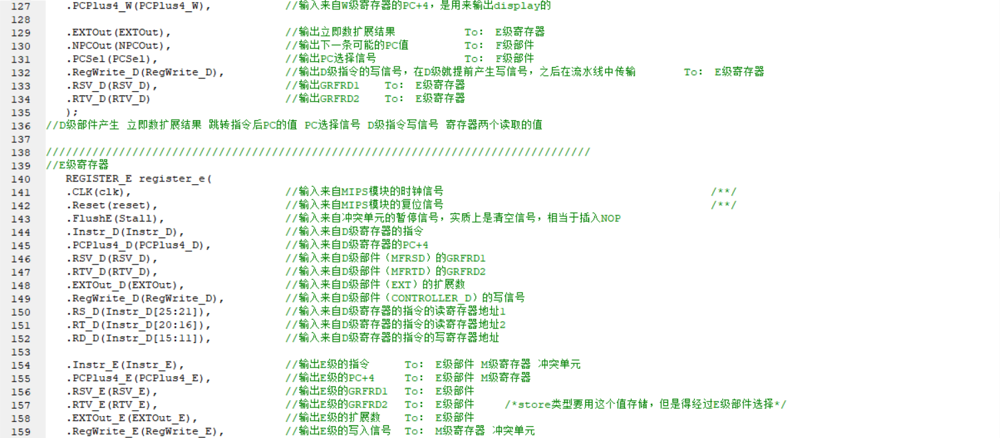 127 .PCPlus4_W(PCPlus4_W), //输入来自W级寄存器的PC+4，是用来输出display的
128
129 .EXTOut(EXTOut), //输出立即数扩展结果 To: E级寄存器
130 .NPCOut(NPCOut), //输出下一条可能的PC值 To: F级部件
131 .PCSel(PCSel), //输出PC选择信号 To: F级部件
132 .RegWrite_D(RegWrite_D), //输出D级指令的写信号，在D级就提前产生写信号，之后在流水线中传输 To: E级寄存器
133 .RSV_D(RSV_D), //输出GRFRD1 To: E级寄存器
134 .RTV_D(RTV_D) //输出GRFRD2 To: E级寄存器
135 );
136 //D级部件产生 立即数扩展结果 跳转指令后PC的值 PC选择信号 D级指令写信号 寄存器两个读取的值
137
138 //////////////////////////////////////////////////////////////////////////////////
139 //E级寄存器
140 REGISTER_E register_e(
141 .CLK(clk), //输入来自MIPS模块的时钟信号 /**/
142 .Reset(reset), //输入来自MIPS模块的复位信号 /**/
143 .FlushE(Stall), //输入来自冲突单元的暂停信号，实质上是清空信号，相当于插入NOP
144 .Instr_D(Instr_D), //输入来自D级寄存器的指令
145 .PCPlus4_D(PCPlus4_D), //输入来自D级寄存器的PC+4
146 .RSV_D(RSV_D), //输入来自D级部件（MFRSD）的GRFRD1
147 .RTV_D(RTV_D), //输入来自D级部件（MFRTD）的GRFRD2
148 .EXTOut_D(EXTOut), //输入来自D级部件（EXT）的扩展数
149 .RegWrite_D(RegWrite_D), //输入来自D级部件（CONTROLLER_D）的写信号
150 .RS_D(Instr_D[25:21]), //输入来自D级寄存器的指令的读寄存器地址1
151 .RT_D(Instr_D[20:16]), //输入来自D级寄存器的指令的读寄存器地址2
152 .RD_D(Instr_D[15:11]), //输入来自D级寄存器的指令的写寄存器地址
153
154 .Instr_E(Instr_E), //输出E级的指令 To: E级部件 M级寄存器 冲突单元
155 .PCPlus4_E(PCPlus4_E), //输出E级的PC+4 To: E级部件 M级寄存器
156 .RSV_E(RSV_E), //输出E级的GRFRD1 To: E级部件
157 .RTV_E(RTV_E), //输出E级的GRFRD2 To: E级部件 /*store类型要用这个值存储，但是得经过E级部件选择*/
158 .EXTOut_E(EXTOut_E), //输出E级的扩展数 To: E级部件
159 .RegWrite_E(RegWrite_E), //输出E级的写入信号 To: M级寄存器 冲突单元